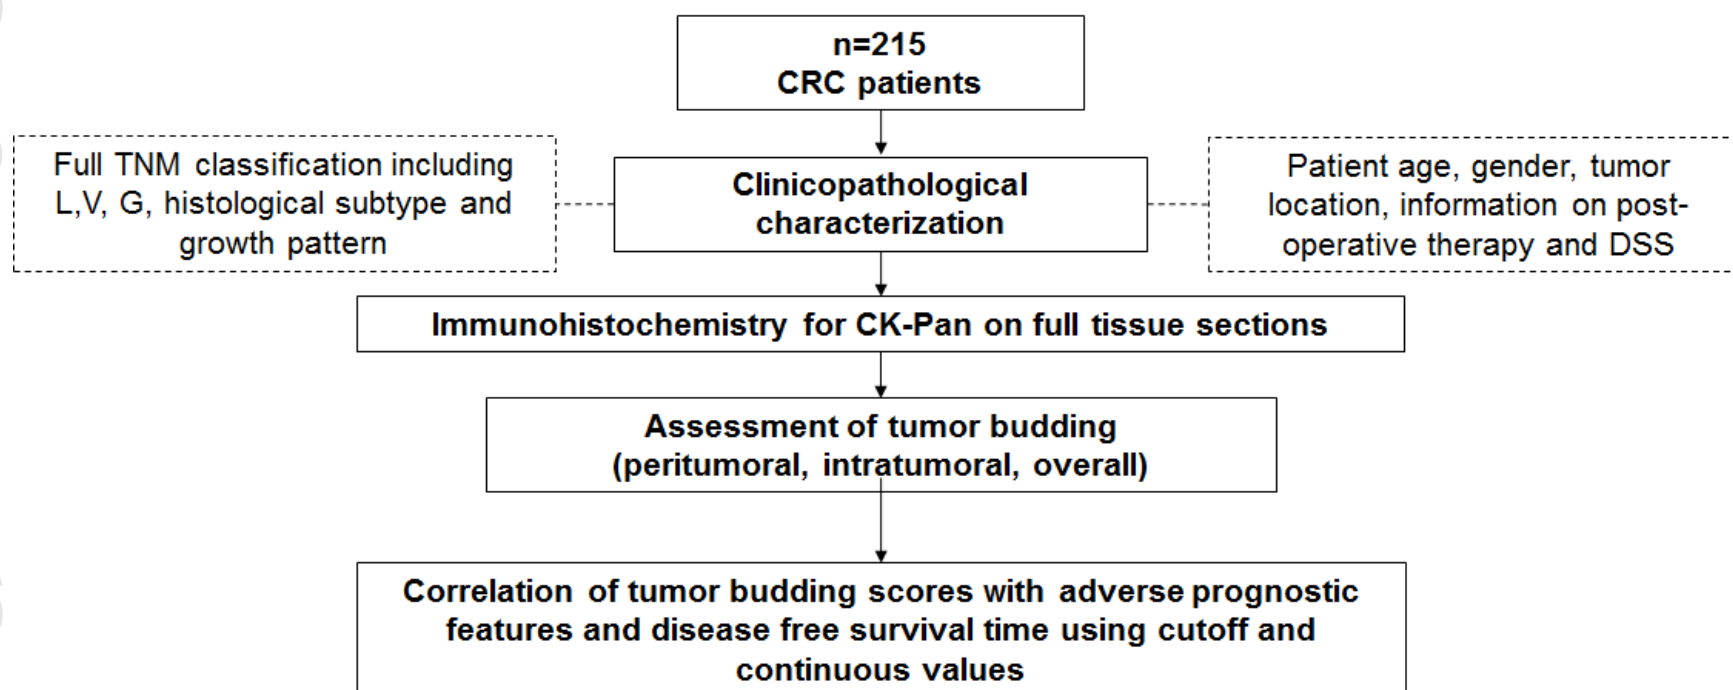 n=215
CRC patients
Full TNM classification including
L,V, G, histological subtype and
growth pattern
Clinicopathological
characterization
Patient age, gender, tumor
location, information on post-
operative therapy and DSS
Immunohistochemistry for CK-Pan on full tissue sections
Assessment of tumor budding
(peritumoral, intratumoral, overall)
Correlation of tumor budding scores with adverse prognostic
features and disease free survival time using cutoff and
continuous values